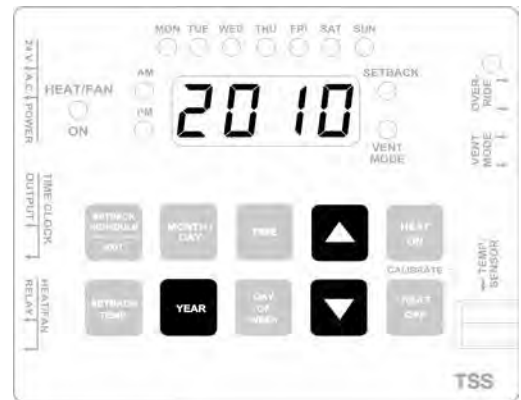 MON TUE WED THU FRI SAT SUN
24 V. A.C. POWER
HEAT/FAN
ON
AM
PM
2010
SETBACK
VENT
MODE
OVER-
RIDE
VENT
MODE
TIME CLOCK
OUTPUT
HEAT/FAN
RELAY
SETBACK
SCHEDULE
EXIT
MONTH /
DAY
TIME
HEAT
ON
CALIBRATE
SETBACK
TEMP
YEAR
DAY
OF
WEEK
HEAT
OFF
TEMP
SENSOR
TSS